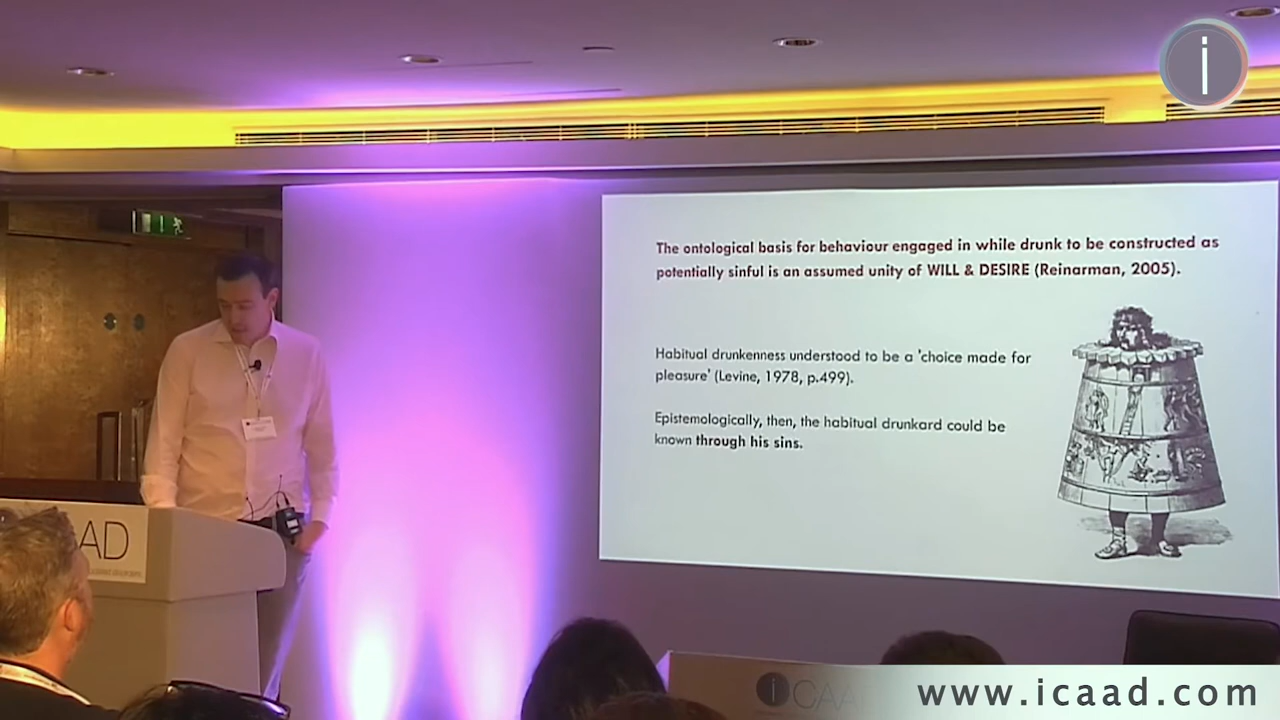 i
The ontological basis for behaviour engaged in while drunk to be constructed as
potentially sinful is an assumed unity of WILL & DESIRE (Reinarman, 2005).
Habitual drunkenness understood to be a 'choice made for
pleasure' (Levine, 1978, p.499).
Epistemologically, then, the habitual drunkard could be
known through his sins.
AD
iCAA
www.icaad.com